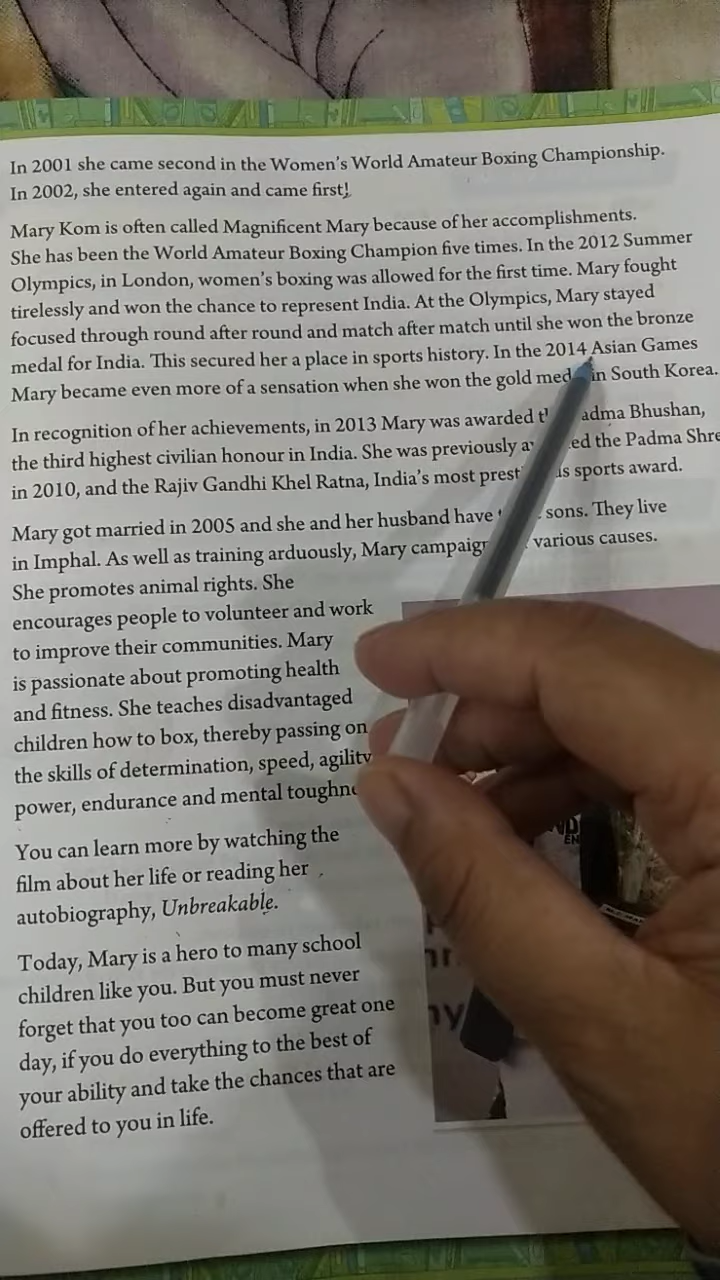 In 2001 she came second in the Women's World Amateur Boxing Championship.
In 2002, she entered again and came first!
Mary Kom is often called Magnificent Mary because of her accomplishments.
She has been the World Amateur Boxing Champion five times. In the 2012 Summer
Olympics, in London, women's boxing was allowed for the first time. Mary fought
tirelessly and won the chance to represent India. At the Olympics, Mary stayed
focused through round after round and match after match until she won the bronze
medal for India. This secured her a place in sports history. In the 2014 Asian Games
Mary became even more of a sensation when she won the gold med in South Korea.
In recognition of her achievements, in 2013 Mary was awarded th adma Bhushan,
the third highest civilian honour in India. She was previously a ed the Padma Shre
in 2010, and the Rajiv Gandhi Khel Ratna, India's most prest us sports award.
Mary got married in 2005 and she and her husband have sons. They live
in Imphal. As well as training arduously, Mary campaig various causes.
She promotes animal rights. She
encourages people to volunteer and work
to improve their communities. Mary
is passionate about promoting health
and fitness. She teaches disadvantaged
children how to box, thereby passing on
the skills of determination, speed, agility
power, endurance and mental toughn
You can learn more by watching the
film about her life or reading her
autobiography, Unbreakable.
Today, Mary is a hero to many school
children like you. But you must never
forget that you too can become great one
day, if you do everything to the best of
your ability and take the chances that are
offered to you in life.